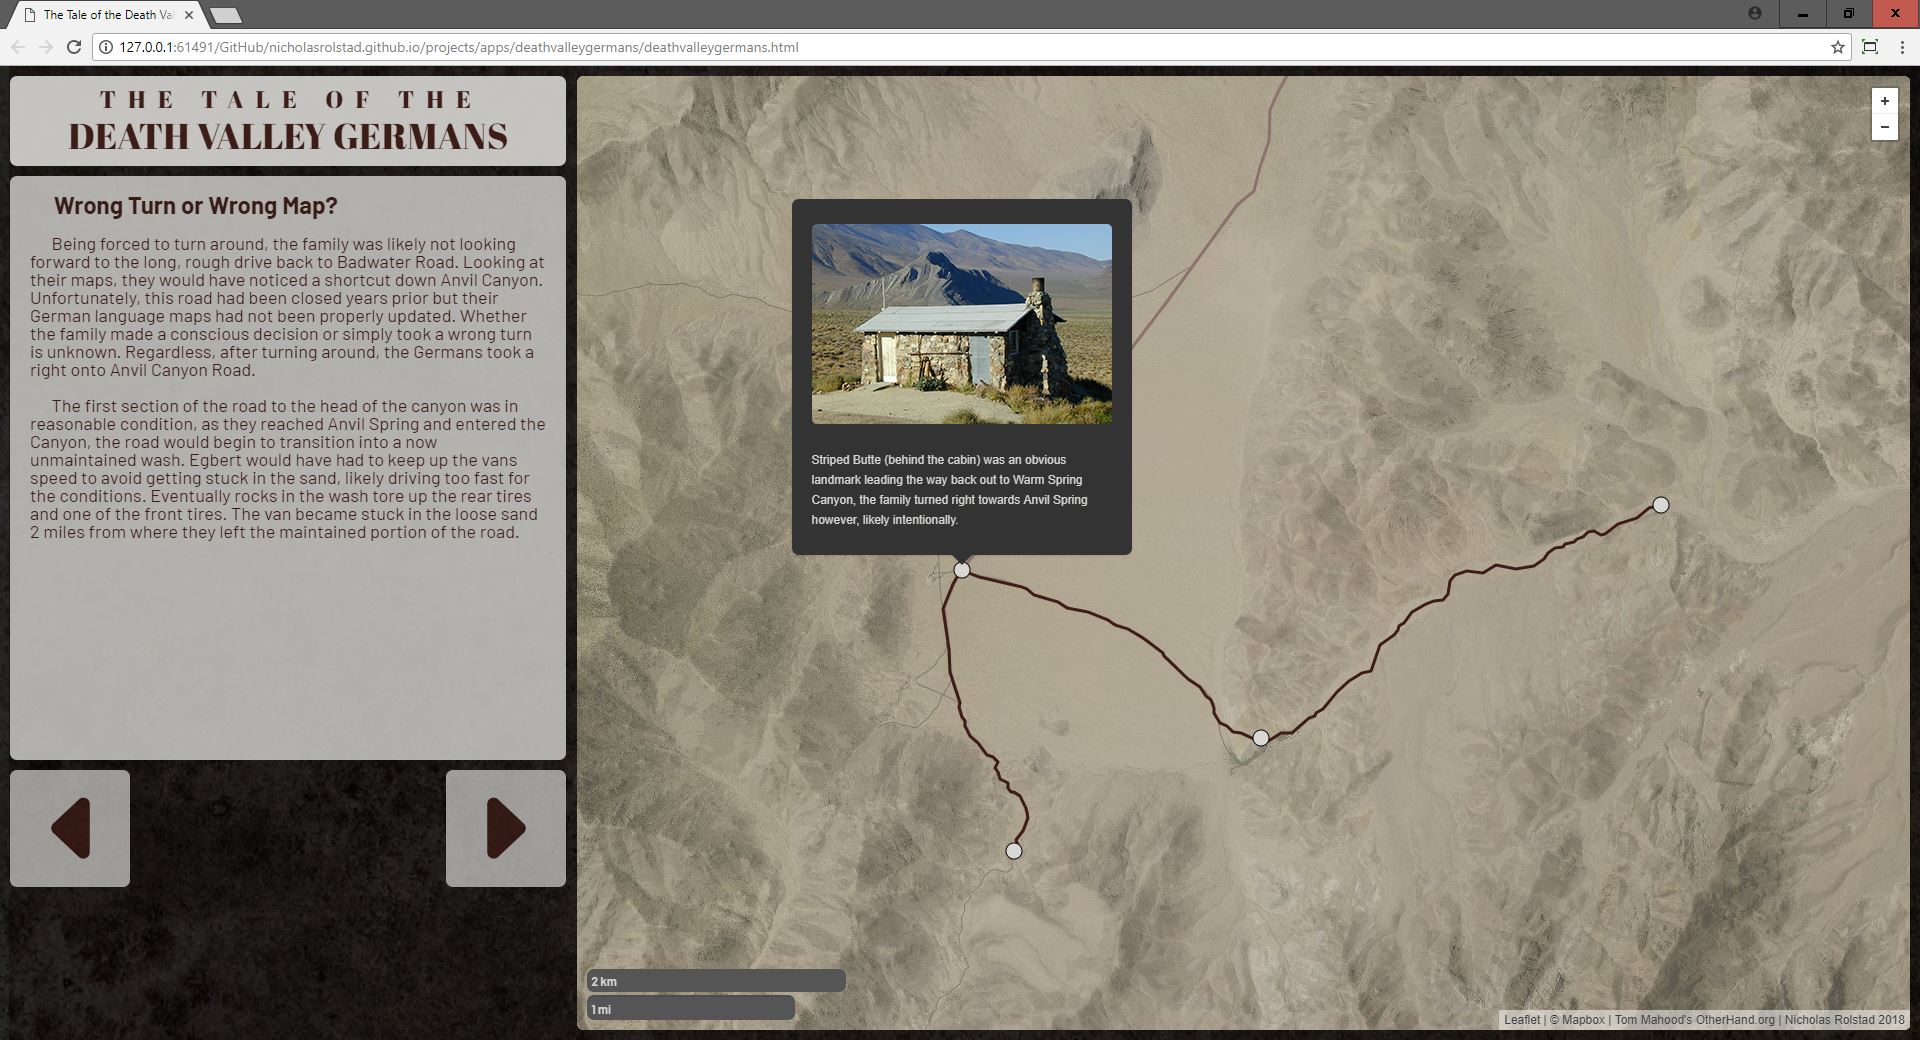 The Tale of the Death Va
127.0.0.1:61491/GitHub/nicholasrolstad.github.io/projects/apps/deathvalleygermans/deathvalleygermans.html
THE TALE OF THE
DEATH VALLEY GERMANS
Wrong Turn or Wrong Map?
Being forced to turn around, the family was likely not looking
forward to the long, rough drive back to Badwater Road. Looking at
their maps, they would have noticed a shortcut down Anvil Canyon.
Unfortunately, this road had been closed years prior but their
German language maps had not been properly updated. Whether
the family made a conscious decision or simply took a wrong turn
is unknown. Regardless, after turning around, the Germans took a
right onto Anvil Canyon Road.
The first section of the road to the head of the canyon was in
reasonable condition, as they reached Anvil Spring and entered the
Canyon, the road would begin to transition into a now
unmaintained wash. Egbert would have had to keep up the vans
speed to avoid getting stuck in the sand, likely driving too fast for
the conditions. Eventually rocks in the wash tore up the rear tires
and one of the front tires. The van became stuck in the loose sand
2 miles from where they left the maintained portion of the road.
+
−
Striped Butte (behind the cabin) was an obvious
landmark leading the way back out to Warm Spring
Canyon, the family turned right towards Anvil Spring
however, likely intentionally.
2 km
1 mi
Leaflet | © Mapbox | Tom Mahood's OtherHand.org | Nicholas Rolstad 2018